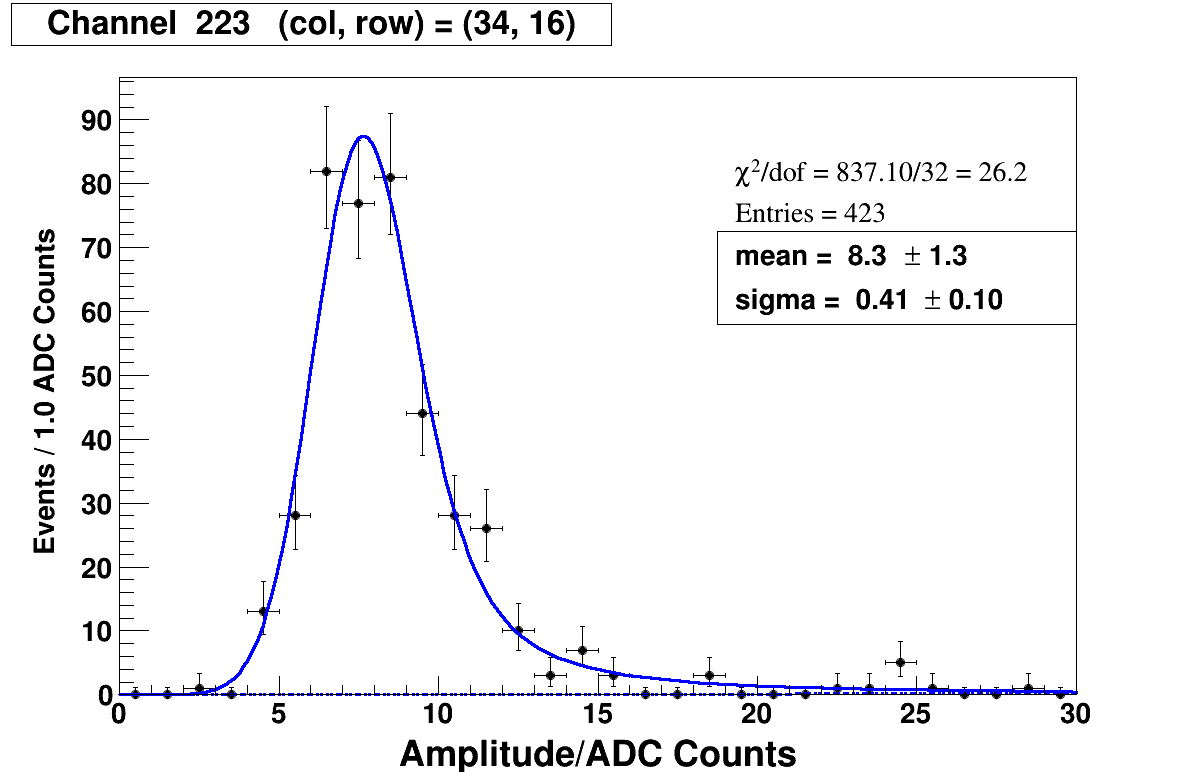 Channel 223 (col, row) = (34, 16)
90
80
70
60
50
40
30
20
10
0
Events / 1.0 ADC Counts
χ²/dof = 837.10/32 = 26.2
Entries = 423
mean = 8.3 ± 1.3
sigma = 0.41 ± 0.10
0 5 10 15 20 25 30
Amplitude/ADC Counts